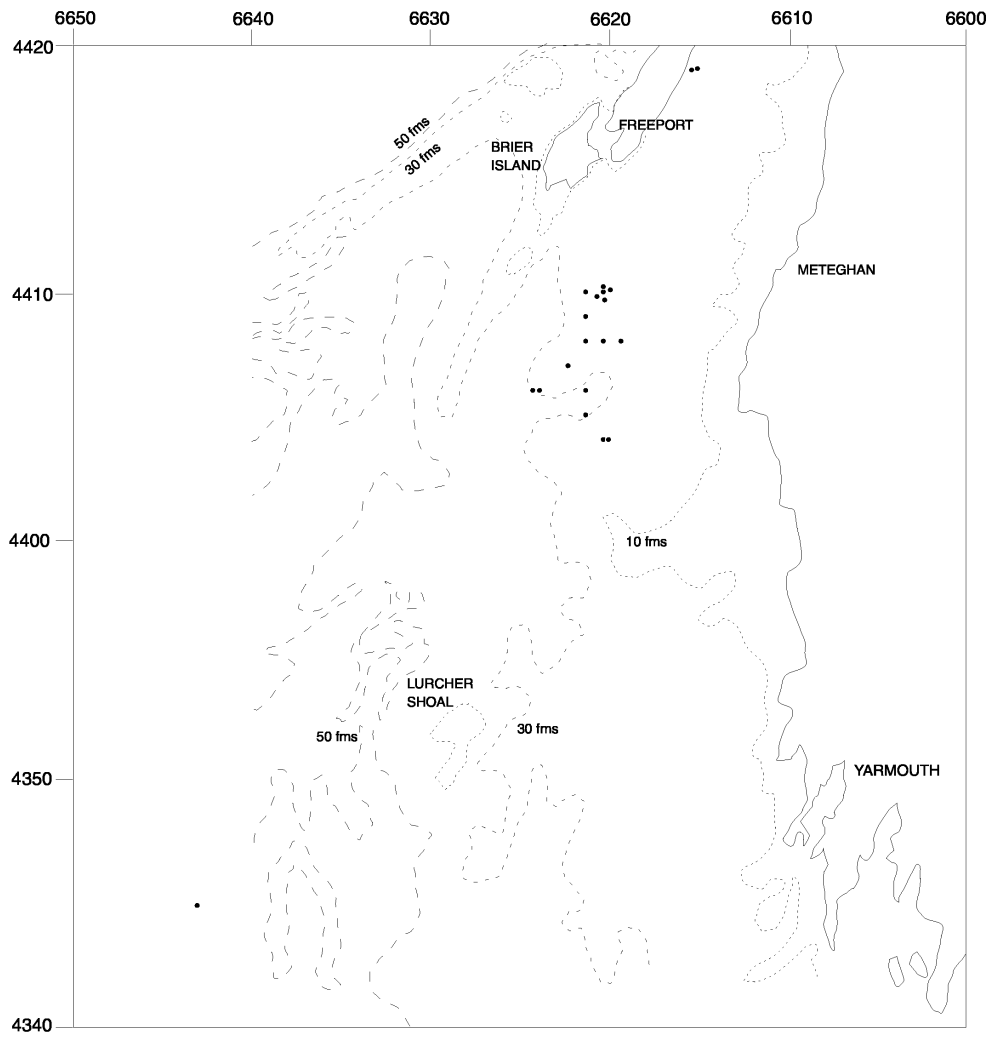 6650 6640 6630 6620 6610 6600
4420
50 fms
FREEPORT
30 fms
BRIER
ISLAND
METEGHAN
4410
4400
10 fms
LURCHER
SHOAL
30 fms
50 fms
YARMOUTH
4350
4340